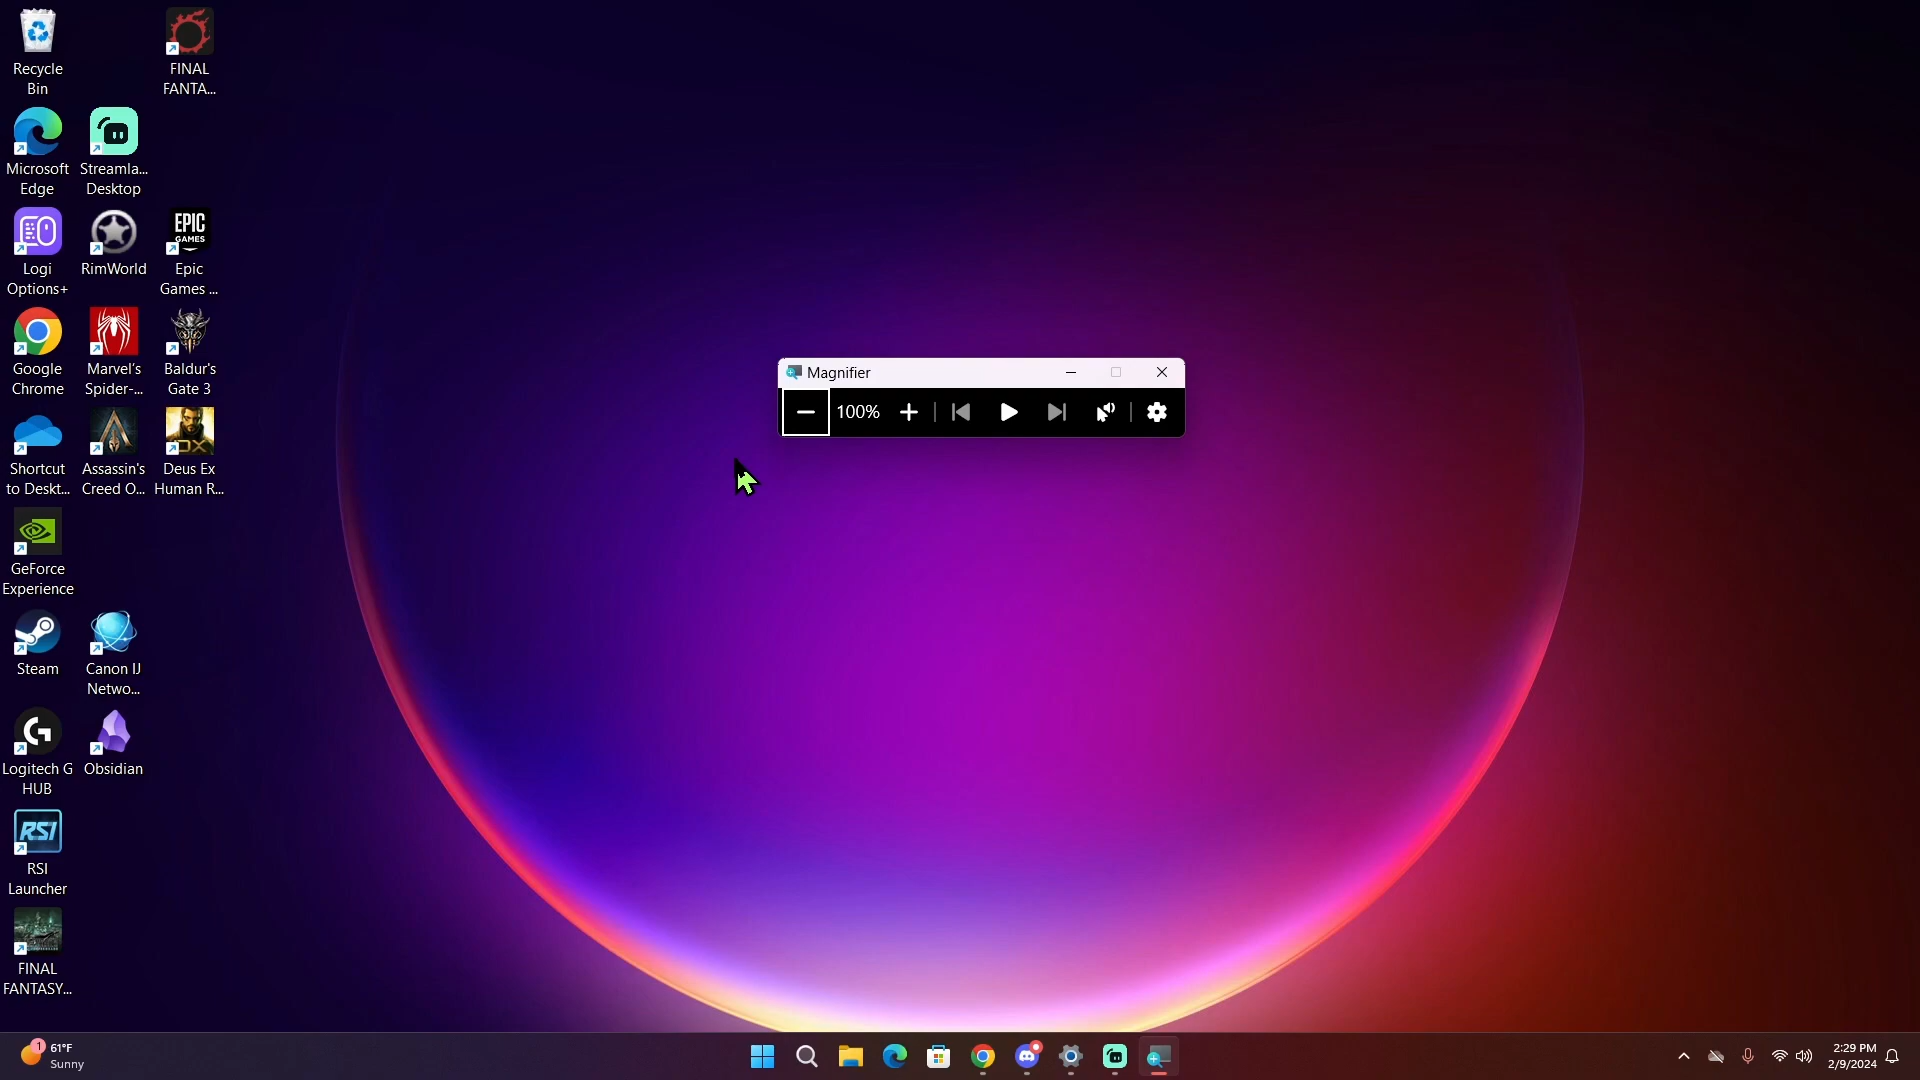 Recycle
Bin
FINAL
FANTA...
Microsoft
Edge
Streamla...
Desktop
Logi
Options+
RimWorld
EPIC
GAMES
Epic
Games ...
Google
Chrome
Marvel's
Spider-...
Baldur's
Gate 3
Shortcut
to Deskt...
Assassin's
Creed O...
DX
Deus Ex
Human R...
GeForce
Experience
Steam
Canon IJ
Netwo...
Logitech G
HUB
Obsidian
RSI
RSI
Launcher
FINAL
FANTASY...
Magnifier
100%
1
61°F
Sunny
2:29 PM
2/9/2024